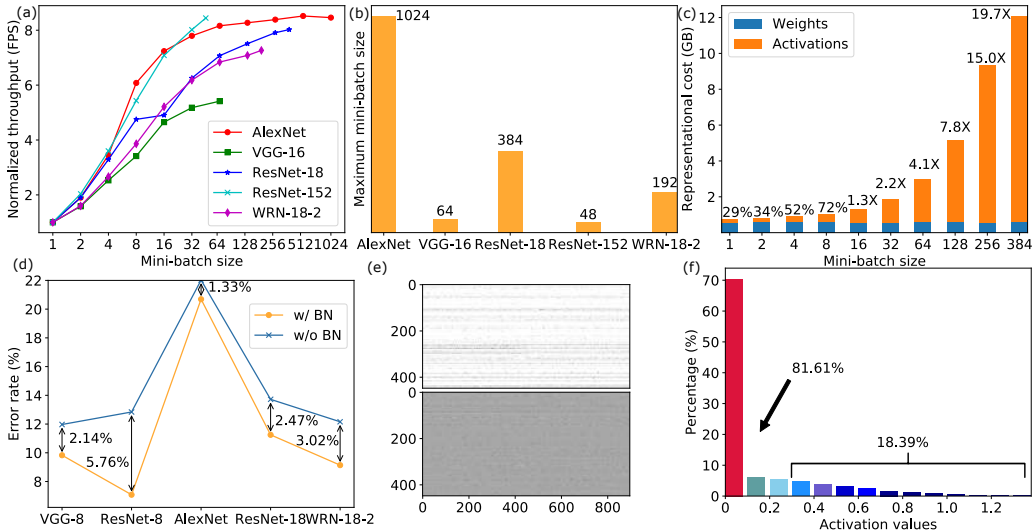 (a)
Normalized throughput (FPS)
8
6
4
2
AlexNet
VGG-16
ResNet-18
ResNet-152
WRN-18-2
1 2 4 8 16 32 64 128 256 512 1024
Mini-batch size
(b)
Maximum mini-batch size
1024
64
384
48
192
AlexNet VGG-16 ResNet-18 ResNet-152 WRN-18-2
(c)
Representational cost (GB)
12
10
8
6
4
2
0
Weights
Activations
29% 34% 52% 72% 1.3X 2.2X 4.1X 7.8X 15.0X 19.7X
1 2 4 8 16 32 64 128 256 384
Mini-batch size
(d)
Error rate (%)
22
20
18
16
14
12
10
8
w/ BN
w/o BN
1.33%
2.14%
5.76%
2.47%
3.02%
VGG-8 ResNet-8 AlexNet ResNet-18 WRN-18-2
(e)
0
200
400
0
200
400
0 200 400 600 800
(f)
Percentage (%)
80
70
60
50
40
30
20
10
0
81.61%
18.39%
0.0 0.2 0.4 0.6 0.8 1.0 1.2
Activation values